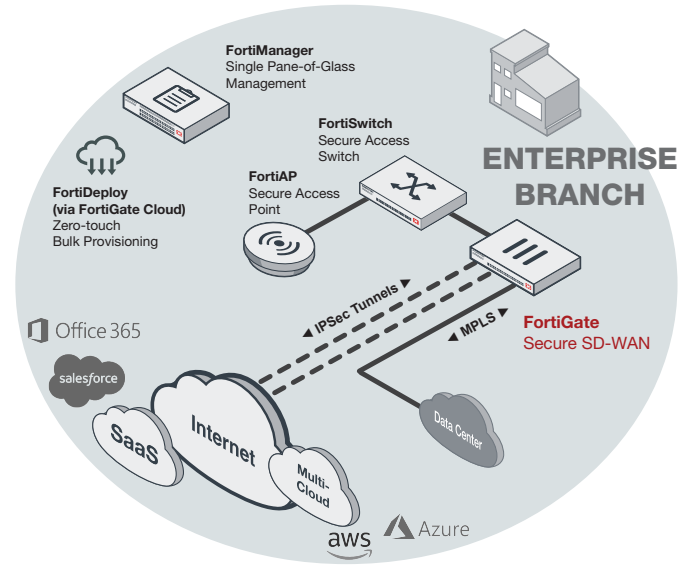 FortiManager
Single Pane-of-Glass
Management
FortiSwitch
Secure Access
Switch
ENTERPRISE
BRANCH
FortiAP
Secure Access
Point
FortiDeploy
(via FortiGate Cloud)
Zero-touch
Bulk Provisioning
IPSec Tunnels
MPLS
FortiGate
Secure SD-WAN
Office 365
salesforce
SaaS
Internet
Multi-
Cloud
Data Center
aws
Azure